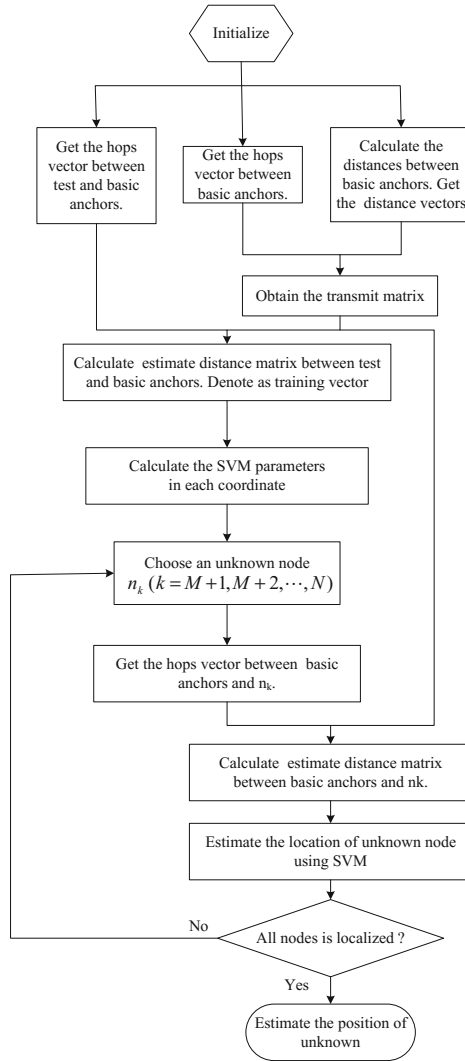 Initialize
Get the hops
vector between
test and basic
anchors.
Get the hops
vector between
basic anchors.
Calculate the
distances between
basic anchors. Get
the distance vectors
Obtain the transmit matrix
Calculate estimate distance matrix between test
and basic anchors. Denote as training vector
Calculate the SVM parameters
in each coordinate
Choose an unknown node
n_k (k = M+1, M+2, ⋯, N)
Get the hops vector between basic
anchors and n_k.
Calculate estimate distance matrix
between basic anchors and nk.
Estimate the location of unknown node
using SVM
No
All nodes is localized ?
Yes
Estimate the position of
unknown